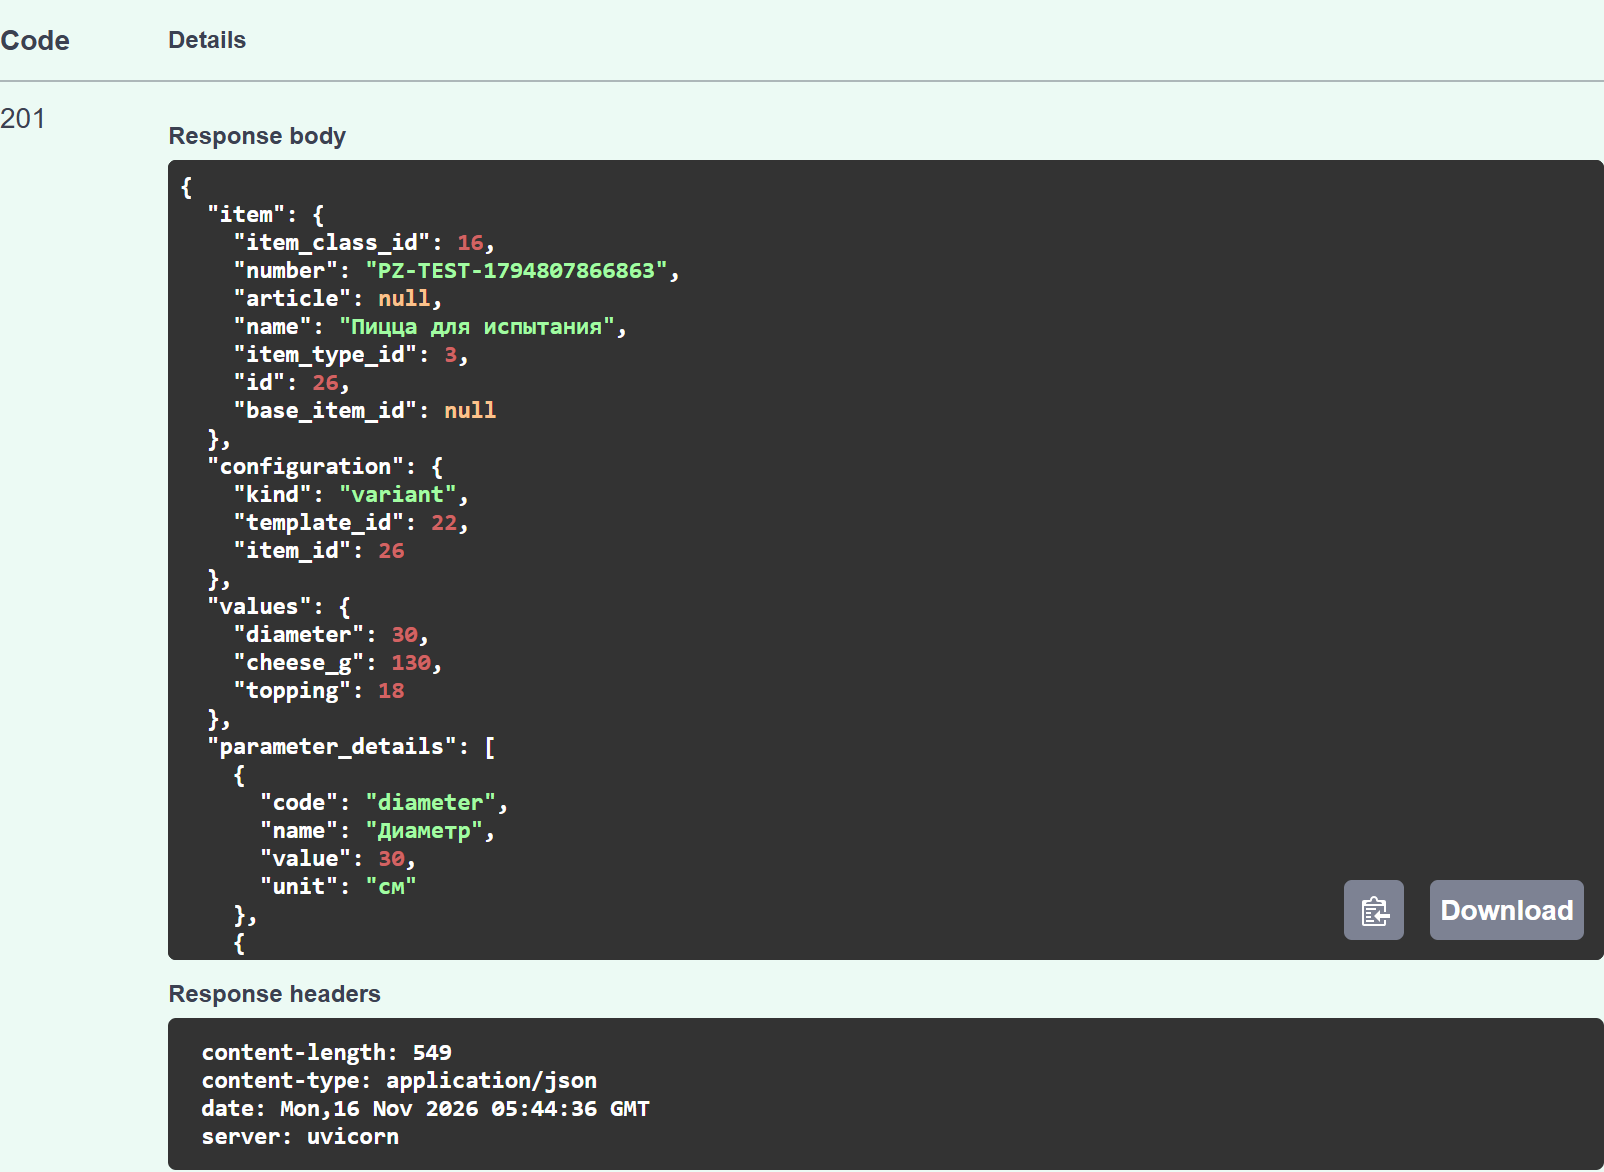 Code Details
201
Response body
{
  "item": {
    "item_class_id": 16,
    "number": "PZ-TEST-1794807866863",
    "article": null,
    "name": "Пицца для испытания",
    "item_type_id": 3,
    "id": 26,
    "base_item_id": null
  },
  "configuration": {
    "kind": "variant",
    "template_id": 22,
    "item_id": 26
  },
  "values": {
    "diameter": 30,
    "cheese_g": 130,
    "topping": 18
  },
  "parameter_details": [
    {
      "code": "diameter",
      "name": "Диаметр",
      "value": 30,
      "unit": "см"
    },
    {
Download
Response headers
content-length: 549
content-type: application/json
date: Mon,16 Nov 2026 05:44:36 GMT
server: uvicorn